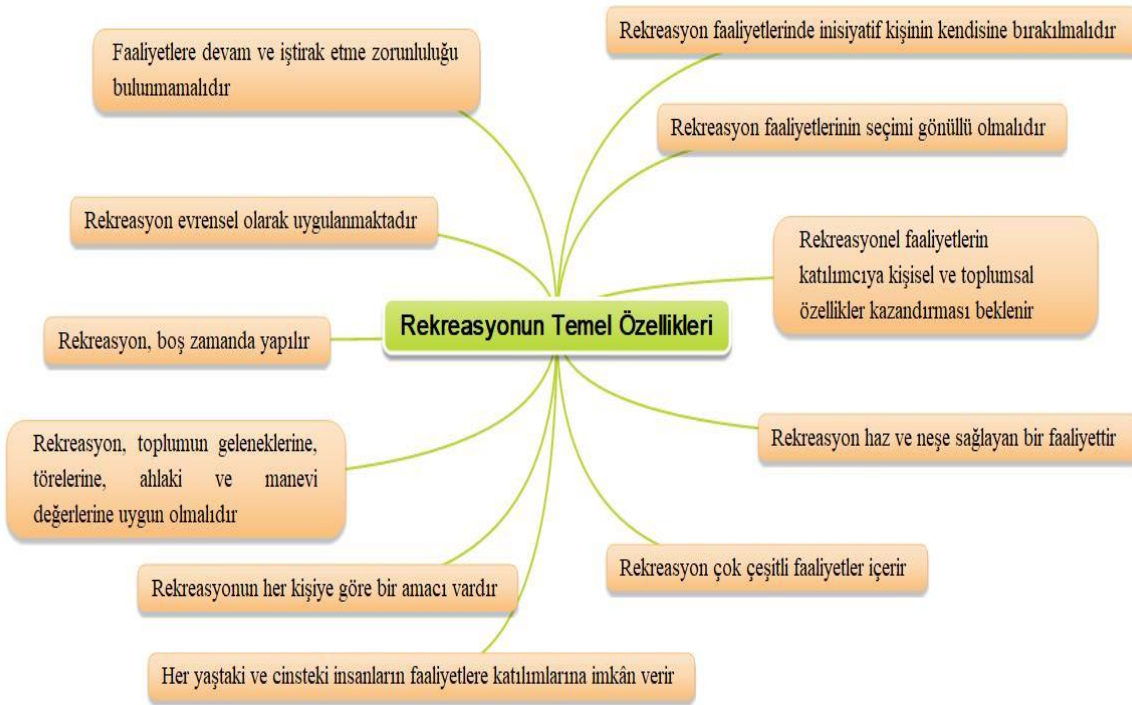 Rekreasyon faaliyetlerinde inisiyatif kişinin kendisine bırakılmalıdır
Faaliyetlere devam ve iştirak etme zorunluluğu
bulunmamalıdır
Rekreasyon faaliyetlerinin seçimi gönüllü olmalıdır
Rekreasyon evrensel olarak uygulanmaktadır
Rekreasyonel faaliyetlerin
katılımcıya kişisel ve toplumsal
özellikler kazandırması beklenir
Rekreasyonun Temel Özellikleri
Rekreasyon, boş zamanda yapılır
Rekreasyon, toplumun geleneklerine,
törelerine, ahlaki ve manevi
değerlerine uygun olmalıdır
Rekreasyon haz ve neşe sağlayan bir faaliyettir
Rekreasyon çok çeşitli faaliyetler içerir
Rekreasyonun her kişiye göre bir amacı vardır
Her yaştaki ve cinsteki insanların faaliyetlere katılımlarına imkân verir